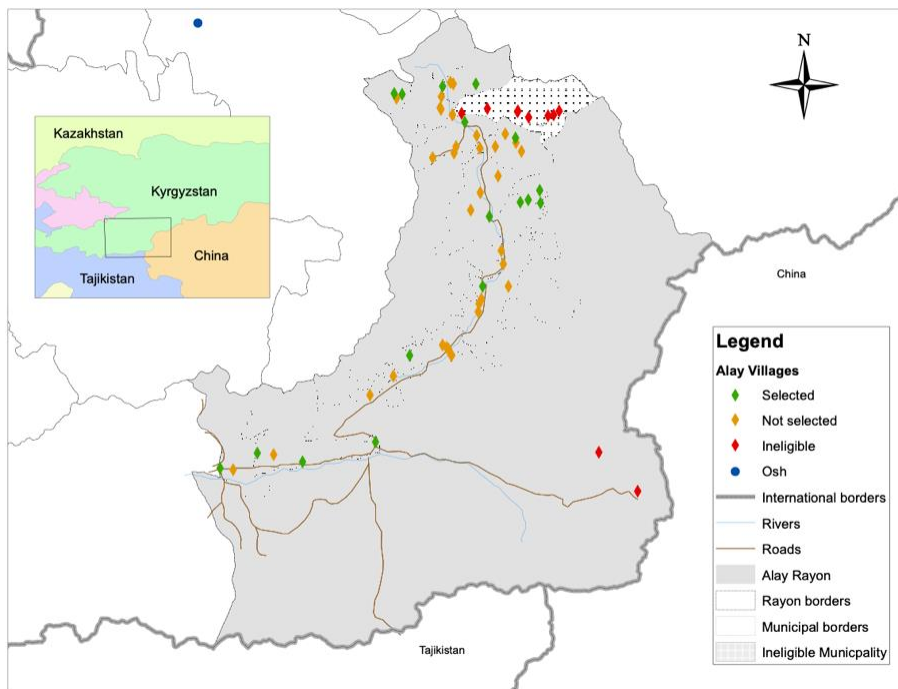 N
Kazakhstan
Kyrgyzstan
China
Tajikistan
China
Legend
Alay Villages
Selected
Not selected
Ineligible
Osh
International borders
Rivers
Roads
Alay Rayon
Rayon borders
Municipal borders
Ineligible Municpality
Tajikistan